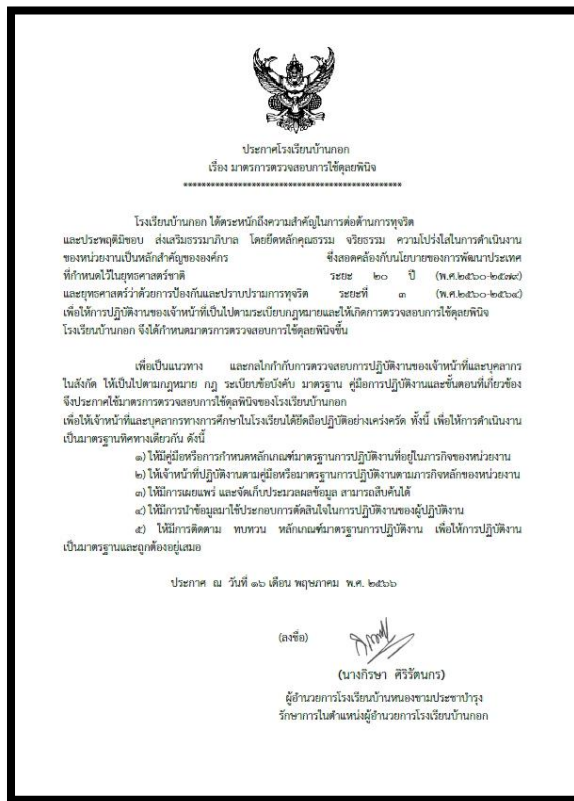 ประกาศโรงเรียนบ้านกอก
เรื่อง มาตรการตรวจสอบการใช้ดุลยพินิจ
************************************************
โรงเรียนบ้านกอก ได้ตระหนักถึงความสำคัญในการต่อต้านการทุจริต
และประพฤติมิชอบ ส่งเสริมธรรมาภิบาล โดยยึดหลักคุณธรรม จริยธรรม ความโปร่งใสในการดำเนินงาน
ของหน่วยงานเป็นหลักสำคัญขององค์กร ซึ่งสอดคล้องกับนโยบายของการพัฒนาประเทศ
ที่กำหนดไว้ในยุทธศาสตร์ชาติ ระยะ ๒๐ ปี (พ.ศ.๒๕๖๐-๒๕๗๙)
และยุทธศาสตร์ว่าด้วยการป้องกันและปราบปรามการทุจริต ระยะที่ ๓ (พ.ศ.๒๕๖๐-๒๕๖๔)
เพื่อให้การปฏิบัติงานของเจ้าหน้าที่เป็นไปตามระเบียบกฎหมายและให้เกิดการตรวจสอบการใช้ดุลยพินิจ
โรงเรียนบ้านกอก จึงได้กำหนดมาตรการตรวจสอบการใช้ดุลยพินิจขึ้น
เพื่อเป็นแนวทาง และกลไกกำกับการตรวจสอบการปฏิบัติงานของเจ้าหน้าที่และบุคลากร
ในสังกัด ให้เป็นไปตามกฎหมาย กฎ ระเบียบข้อบังคับ มาตรฐาน คู่มือการปฏิบัติงานและขั้นตอนที่เกี่ยวข้อง
จึงประกาศใช้มาตรการตรวจสอบการใช้ดุลพินิจของโรงเรียนบ้านกอก
เพื่อให้เจ้าหน้าที่และบุคลากรทางการศึกษาในโรงเรียนได้ยึดถือปฏิบัติอย่างเคร่งครัด ทั้งนี้ เพื่อให้การดำเนินงาน
เป็นมาตรฐานทิศทางเดียวกัน ดังนี้
๑) ให้มีคู่มือหรือการกำหนดหลักเกณฑ์มาตรฐานการปฏิบัติงานที่อยู่ในภารกิจของหน่วยงาน
๒) ให้เจ้าหน้าที่ปฏิบัติงานตามคู่มือหรือมาตรฐานการปฏิบัติงานตามภารกิจหลักของหน่วยงาน
๓) ให้มีการเผยแพร่ และจัดเก็บประมวลผลข้อมูล สามารถสืบค้นได้
๔) ให้มีการนำข้อมูลมาใช้ประกอบการตัดสินใจในการปฏิบัติงานของผู้ปฏิบัติงาน
๕) ให้มีการติดตาม ทบทวน หลักเกณฑ์มาตรฐานการปฏิบัติงาน เพื่อให้การปฏิบัติงาน
เป็นมาตรฐานและถูกต้องอยู่เสมอ
ประกาศ ณ วันที่ ๑๖ เดือน พฤษภาคม พ.ศ. ๒๕๖๖
(ลงชื่อ)
(นางภิรษา ศิริรัตนกร)
ผู้อำนวยการโรงเรียนบ้านหนองขามประชาบำรุง
รักษาการในตำแหน่งผู้อำนวยการโรงเรียนบ้านกอก